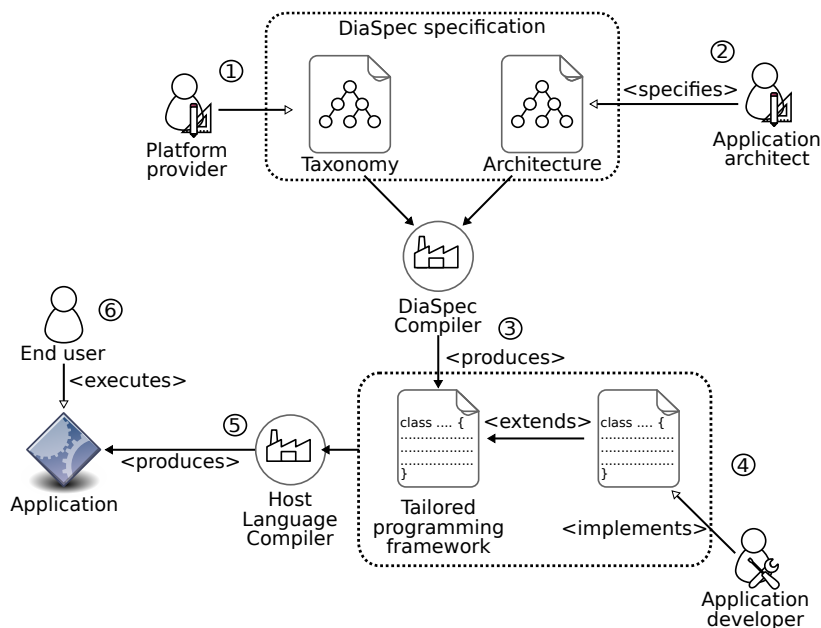 DiaSpec specification
①
②
<specifies>
Platform
provider
Taxonomy
Architecture
Application
architect
DiaSpec
Compiler
③
<produces>
⑥
End user
<executes>
class .... {
......................
......................
......................
}
<extends>
class .... {
......................
......................
......................
}
④
⑤
<produces>
Application
Host
Language
Compiler
Tailored
programming
framework
<implements>
Application
developer